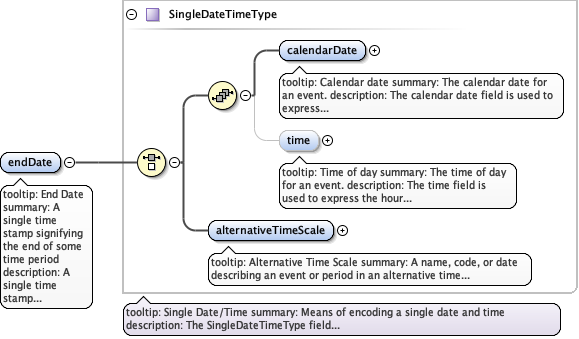 SingleDateTimeType
calendarDate
tooltip: Calendar date summary: The calendar date for
an event. description: The calendar date field is used to
express...
time
tooltip: Time of day summary: The time of day
for an event. description: The time field is
used to express the hour...
endDate
tooltip: End Date
summary: A
single time
stamp signifying
the end of some
time period
description: A
single time
stamp...
alternativeTimeScale
tooltip: Alternative Time Scale summary: A name, code, or date
describing an event or period in an alternative time...
tooltip: Single Date/Time summary: Means of encoding a single date and time
description: The SingleDateTimeType field...